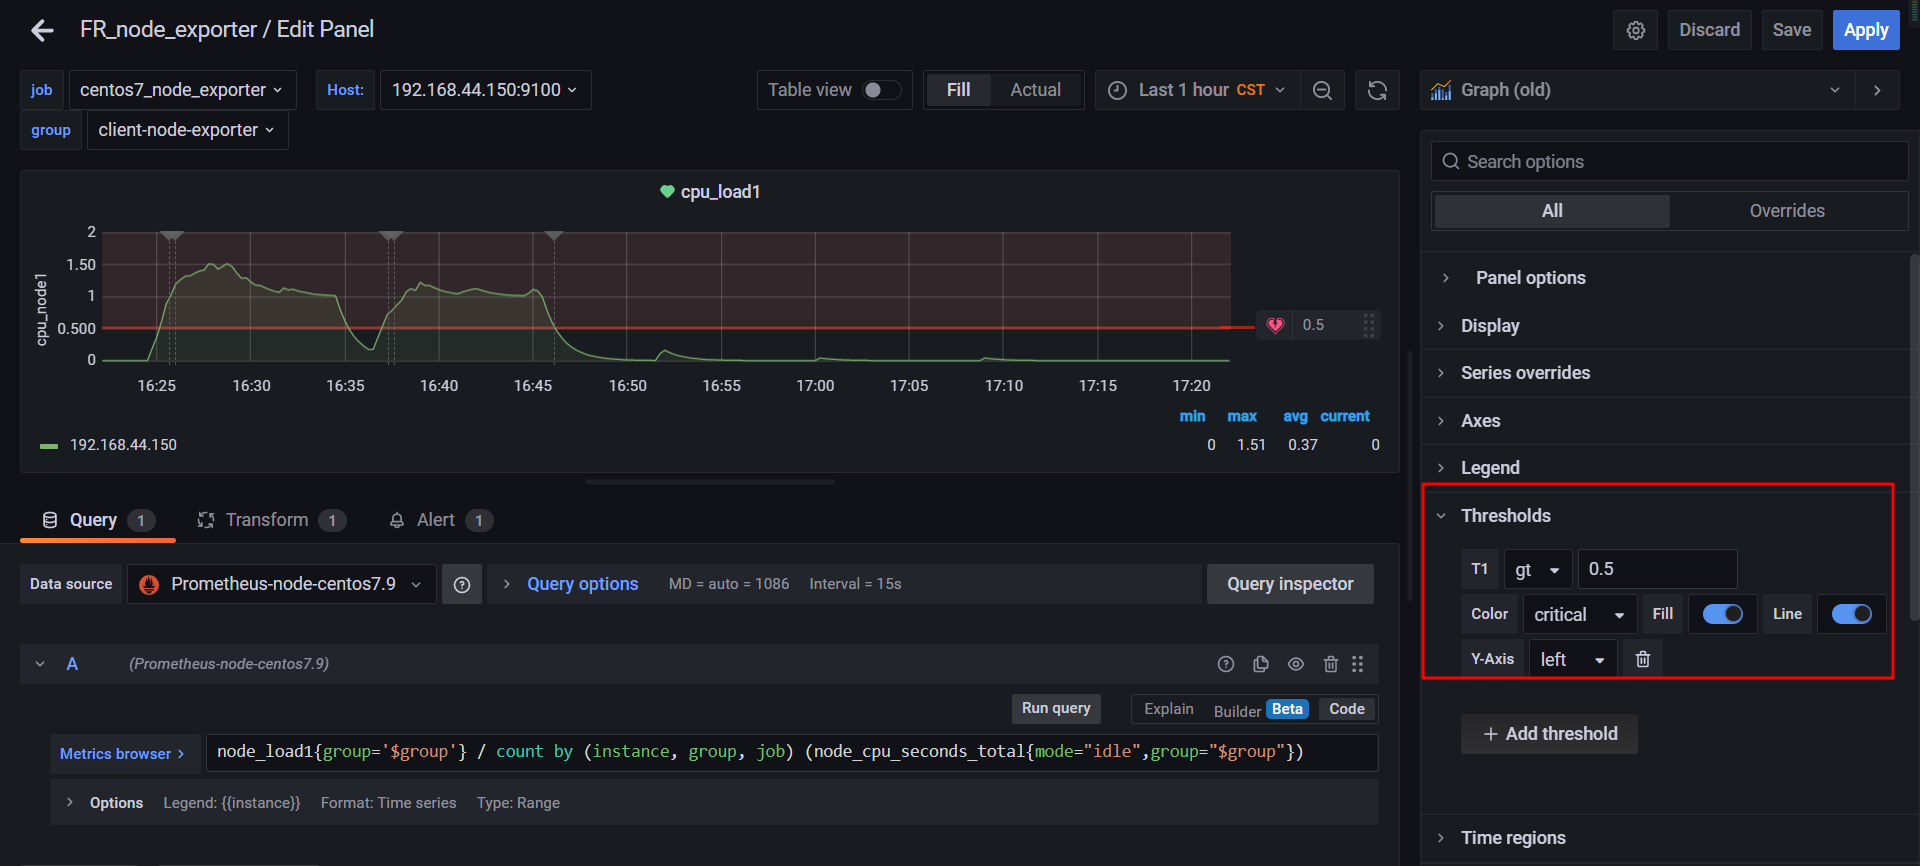 FR_node_exporter / Edit Panel
Discard
Save
Apply
job
centos7_node_exporter
Host:
192.168.44.150:9100
Table view
Fill
Actual
Last 1 hour CST
Graph (old)
group
client-node-exporter
Search options
All
Overrides
cpu_load1
cpu_node1
2
1.50
1
0.500
0
0.5
16:25
16:30
16:35
16:40
16:45
16:50
16:55
17:00
17:05
17:10
17:15
17:20
min max avg current
192.168.44.150
0 1.51 0.37 0
Panel options
Display
Series overrides
Axes
Legend
Thresholds
T1
gt
0.5
Color
critical
Fill
Line
Y-Axis
left
+ Add threshold
Time regions
Query 1
Transform 1
Alert 1
Data source
Prometheus-node-centos7.9
Query options
MD = auto = 1086
Interval = 15s
Query inspector
A
(Prometheus-node-centos7.9)
Run query
Explain
Builder Beta
Code
Metrics browser >
node_load1{group='$group'} / count by (instance, group, job) (node_cpu_seconds_total{mode="idle",group="$group"})
Options
Legend: {{instance}}
Format: Time series
Type: Range